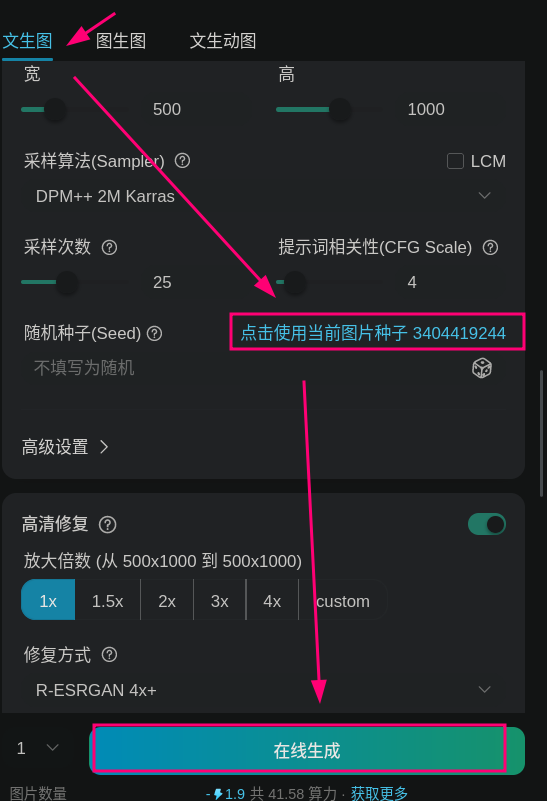 文生图 图生图 文生动图
宽 高
500 1000
采样算法(Sampler) LCM
DPM++ 2M Karras
采样次数 提示词相关性(CFG Scale)
25 4
随机种子(Seed) 点击使用当前图片种子 3404419244
不填写为随机
高级设置
高清修复
放大倍数 (从 500x1000 到 500x1000)
1x 1.5x 2x 3x 4x custom
修复方式
R-ESRGAN 4x+
1 在线生成
图片数量 -1.9 共 41.58 算力 · 获取更多